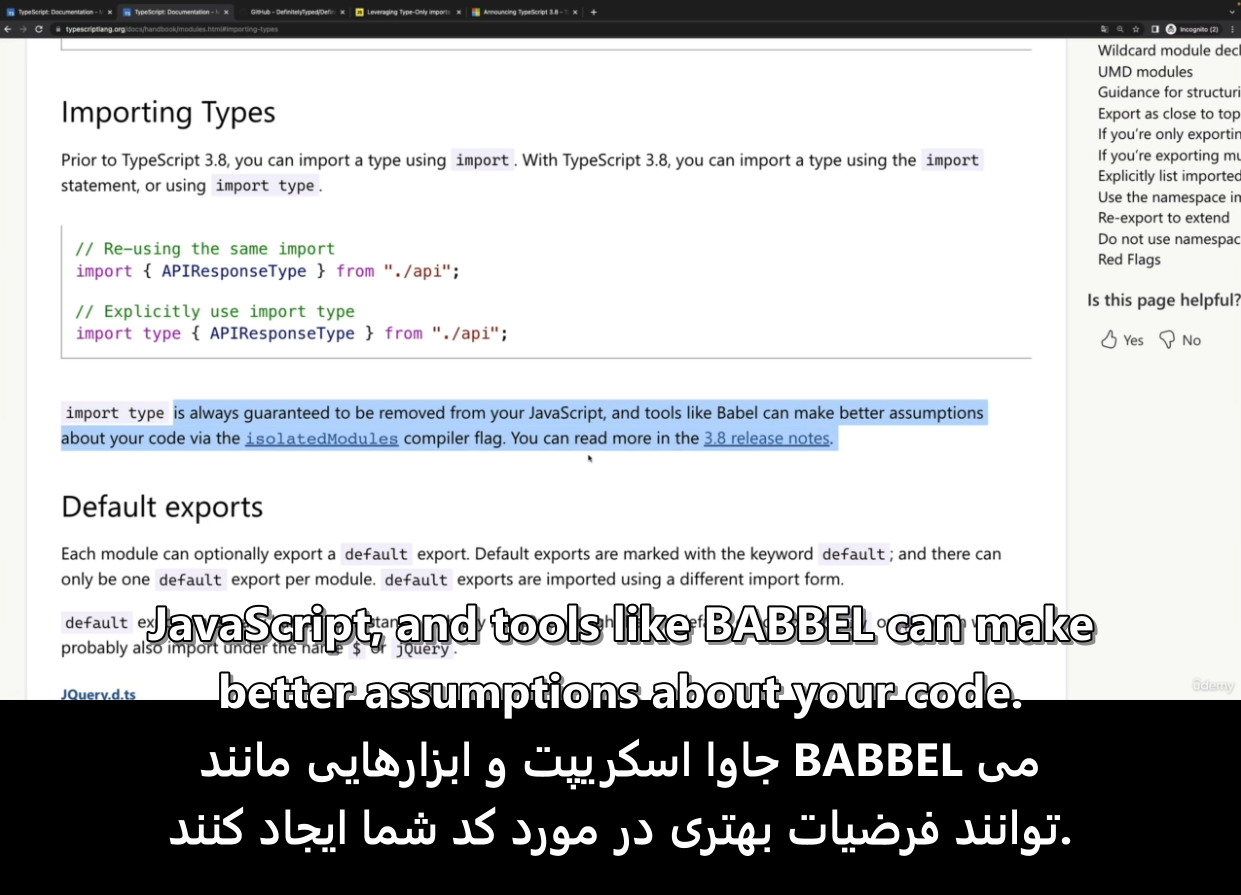 TypeScript: Documentation -
TypeScript: Documentation -
GitHub - DefinitelyTyped/Defin
Leveraging Type-Only import
Announcing TypeScript 3.8 -
typescriptlang.org/docs/handbook/modules.html#importing-types
Incognito (2)
Importing Types
Prior to TypeScript 3.8, you can import a type using import. With TypeScript 3.8, you can import a type using the import
statement, or using import type.
// Re-using the same import
import { APIResponseType } from "./api";
// Explicitly use import type
import type { APIResponseType } from "./api";
import type is always guaranteed to be removed from your JavaScript, and tools like Babel can make better assumptions
about your code via the isolatedModules compiler flag. You can read more in the 3.8 release notes.
Default exports
Each module can optionally export a default export. Default exports are marked with the keyword default; and there can
only be one default export per module. default exports are imported using a different import form.
default
probably also import under the name $ or jQuery.
JQuery.d.ts
Wildcard module decl
UMD modules
Guidance for structuri
Export as close to top
If you're only exportin
If you're exporting mu
Explicitly list imported
Use the namespace in
Re-export to extend
Do not use namespac
Red Flags
Is this page helpful?
Yes No
JavaScript, and tools like BABBEL can make
better assumptions about your code.
جاوا اسکریپت و ابزارهایی مانند BABBEL می
توانند فرضیات بهتری در مورد کد شما ایجاد کنند.
ûdemy